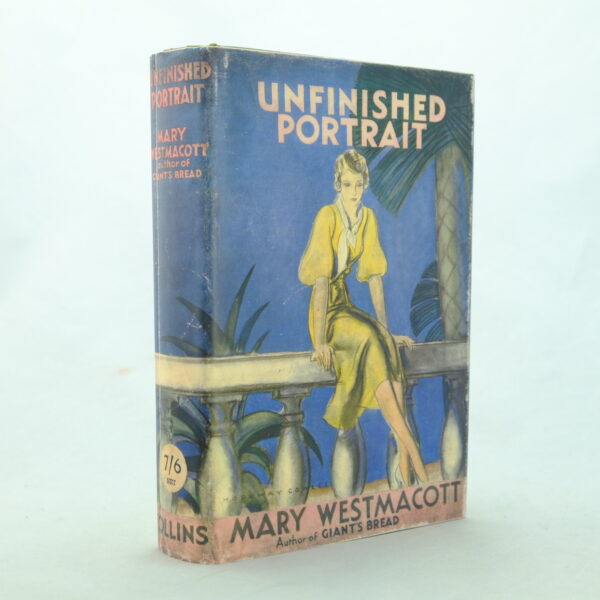 UNFINISHED
PORTRAIT
MARY
WESTMACOTT
author of
GIANT'S BREAD
7/6
NET
COLLINS
UNFINISHED
PORTRAIT
MARY WESTMACOTT
Author of GIANT'S BREAD